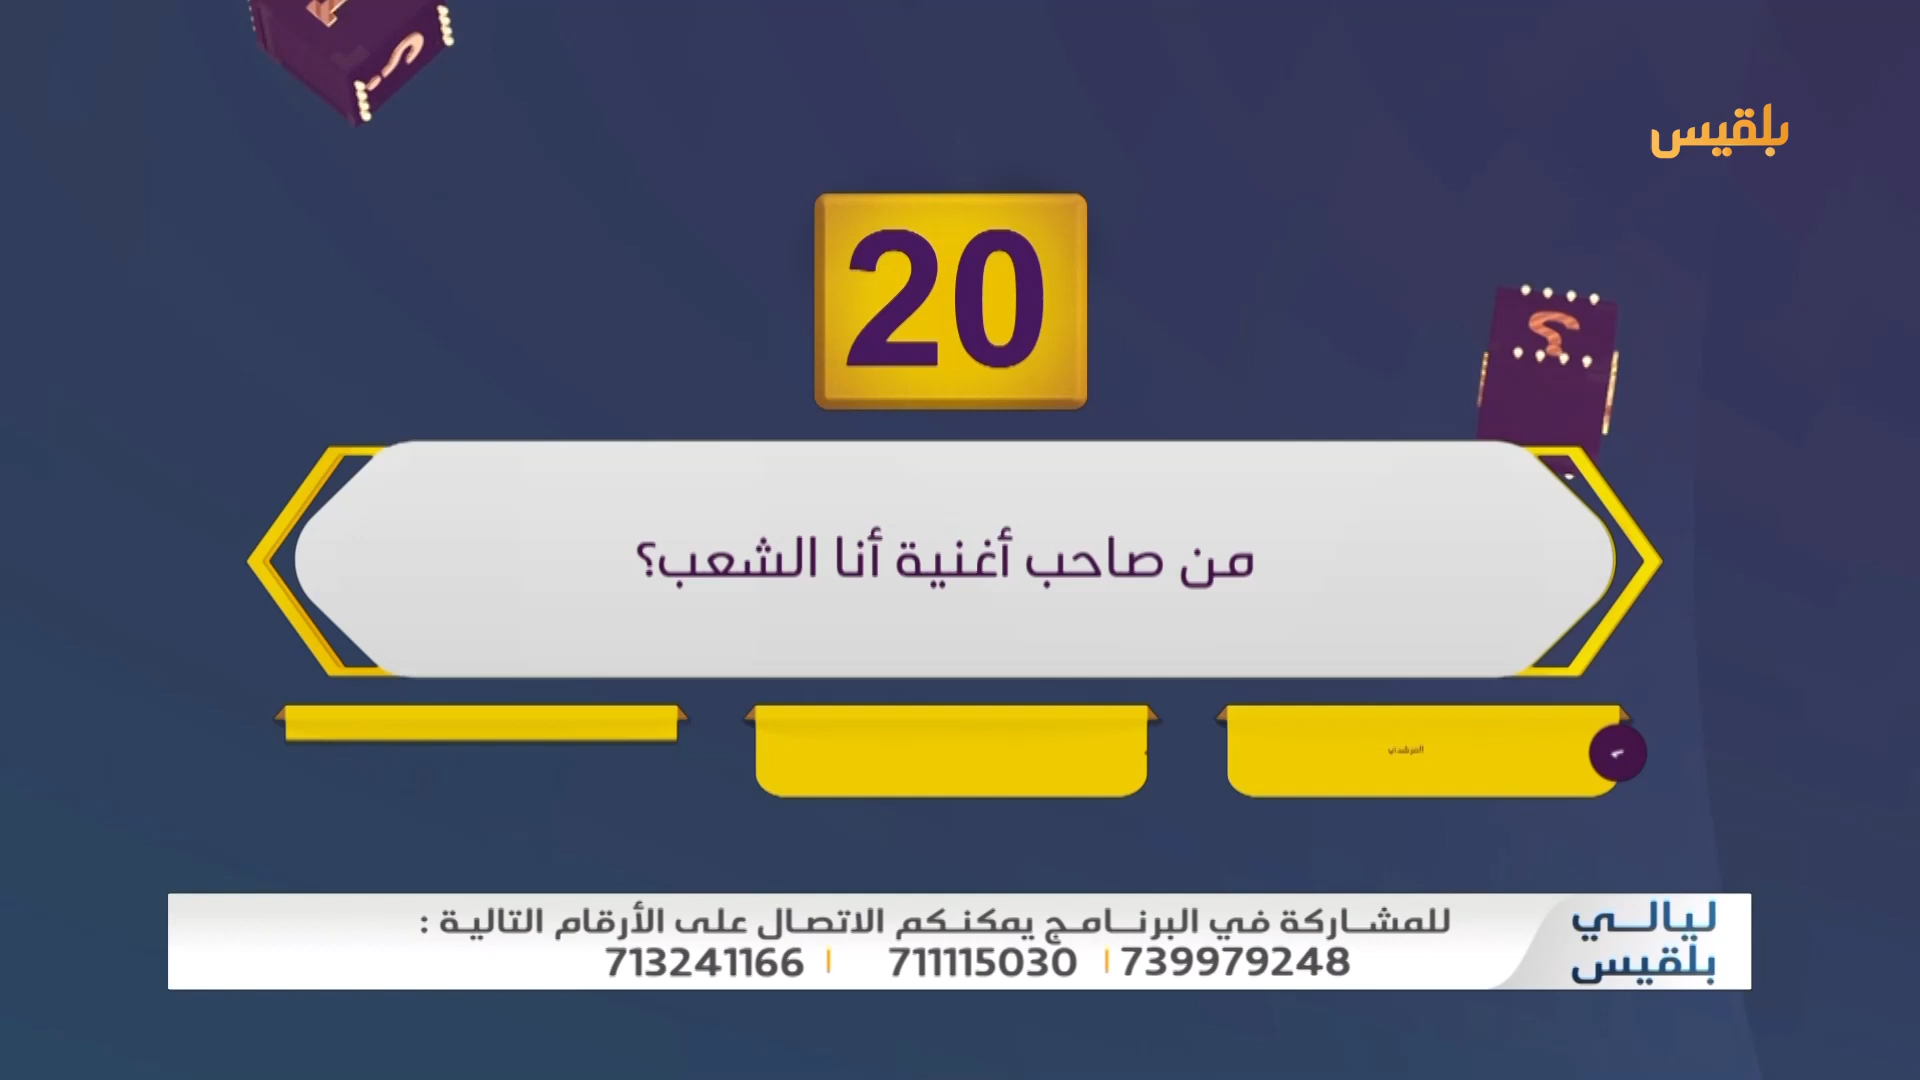 بلقيس
20
من صاحب أغنية أنا الشعب؟
المرشدي
ليالي بلقيس
للمشاركة في البرنامج يمكنكم الاتصال على الأرقام التالية :
739979248 | 711115030 | 713241166